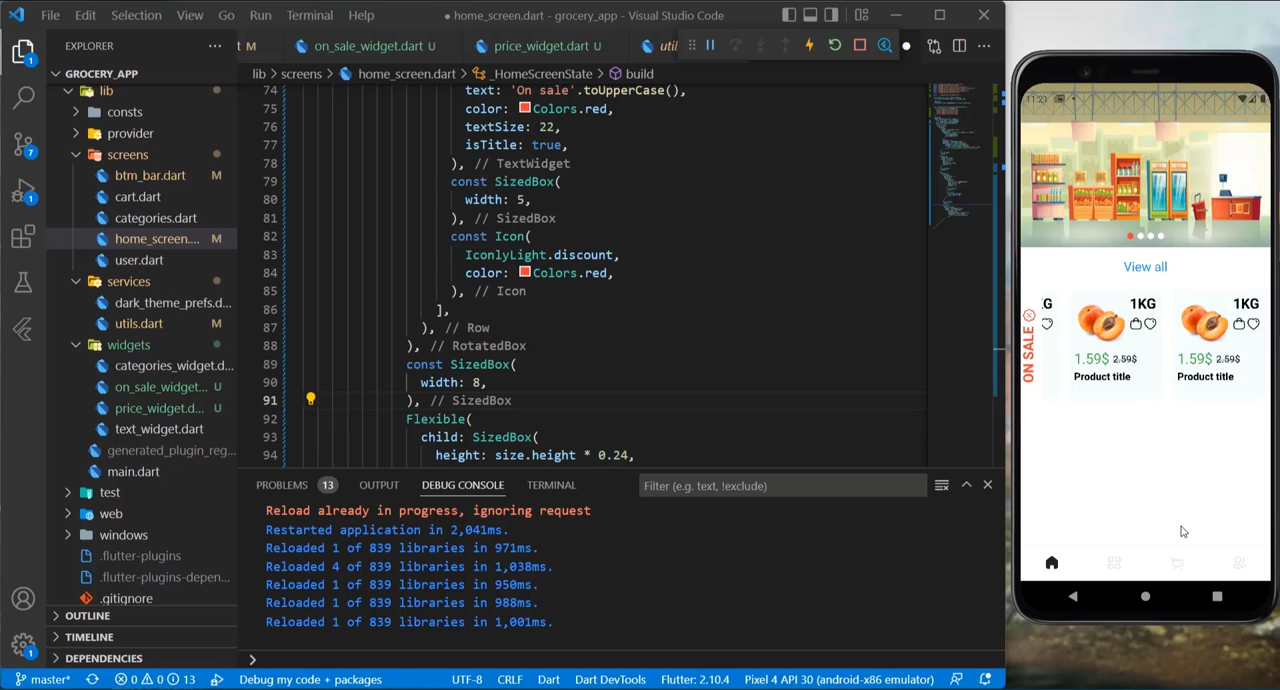 File Edit Selection View Go Run Terminal Help
● home_screen.dart - grocery_app - Visual Studio Code
EXPLORER
t M
on_sale_widget.dart U
price_widget.dart U
util
GROCERY_APP
lib > screens > home_screen.dart > _HomeScreenState > build
lib
consts
provider
screens
btm_bar.dart M
cart.dart
categories.dart
home_screen.... M
user.dart
services
dark_theme_prefs.d...
utils.dart M
widgets
categories_widget.d...
on_sale_widget... U
price_widget.d... U
text_widget.dart
generated_plugin_reg...
main.dart
test
web
windows
.flutter-plugins
.flutter-plugins-depen...
.gitignore
OUTLINE
TIMELINE
DEPENDENCIES
1
7
1
1
74 text: 'On sale'.toUpperCase(),
75 color: Colors.red,
76 textSize: 22,
77 isTitle: true,
78 ), // TextWidget
79 const SizedBox(
80 width: 5,
81 ), // SizedBox
82 const Icon(
83 IconlyLight.discount,
84 color: Colors.red,
85 ), // Icon
86 ],
87 ), // Row
88 ), // RotatedBox
89 const SizedBox(
90 width: 8,
91 ), // SizedBox
92 Flexible(
93 child: SizedBox(
94 height: size.height * 0.24,
PROBLEMS 13 OUTPUT DEBUG CONSOLE TERMINAL
Filter (e.g. text, !exclude)
Reload already in progress, ignoring request
Restarted application in 2,041ms.
Reloaded 1 of 839 libraries in 971ms.
Reloaded 4 of 839 libraries in 1,038ms.
Reloaded 1 of 839 libraries in 950ms.
Reloaded 1 of 839 libraries in 988ms.
Reloaded 1 of 839 libraries in 1,001ms.
master* 0 0 13 Debug my code + packages UTF-8 CRLF Dart Dart DevTools Flutter: 2.10.4 Pixel 4 API 30 (android-x86 emulator)
11:21
View all
ON SALE
KG
1KG
1.59$ 2.59$
Product title
1KG
1.59$ 2.59$
Product title